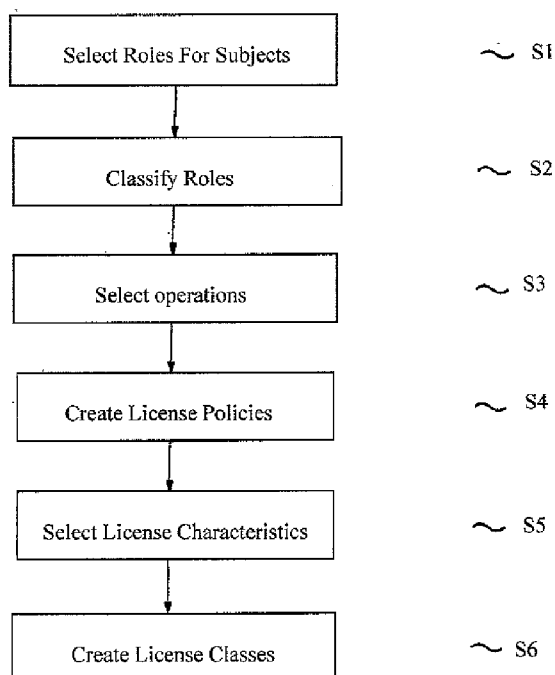 Select Roles For Subjects
S1
Classify Roles
S2
Select operations
S3
Create License Policies
S4
Select License Characteristics
S5
Create License Classes
S6